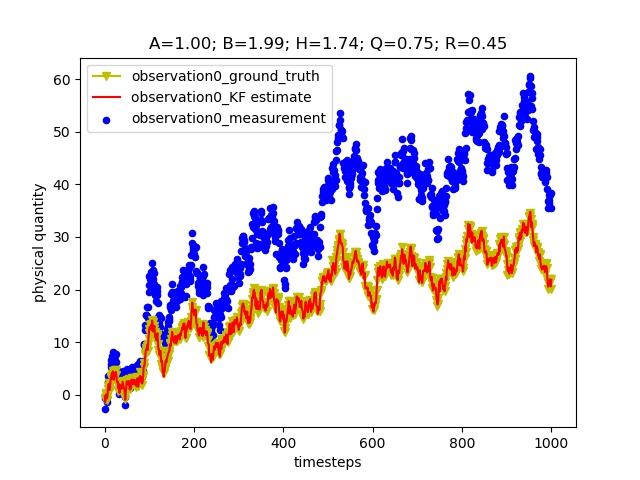 A=1.00; B=1.99; H=1.74; Q=0.75; R=0.45
observation0_ground_truth
observation0_KF estimate
observation0_measurement
physical quantity
60
50
40
30
20
10
0
0 200 400 600 800 1000
timesteps